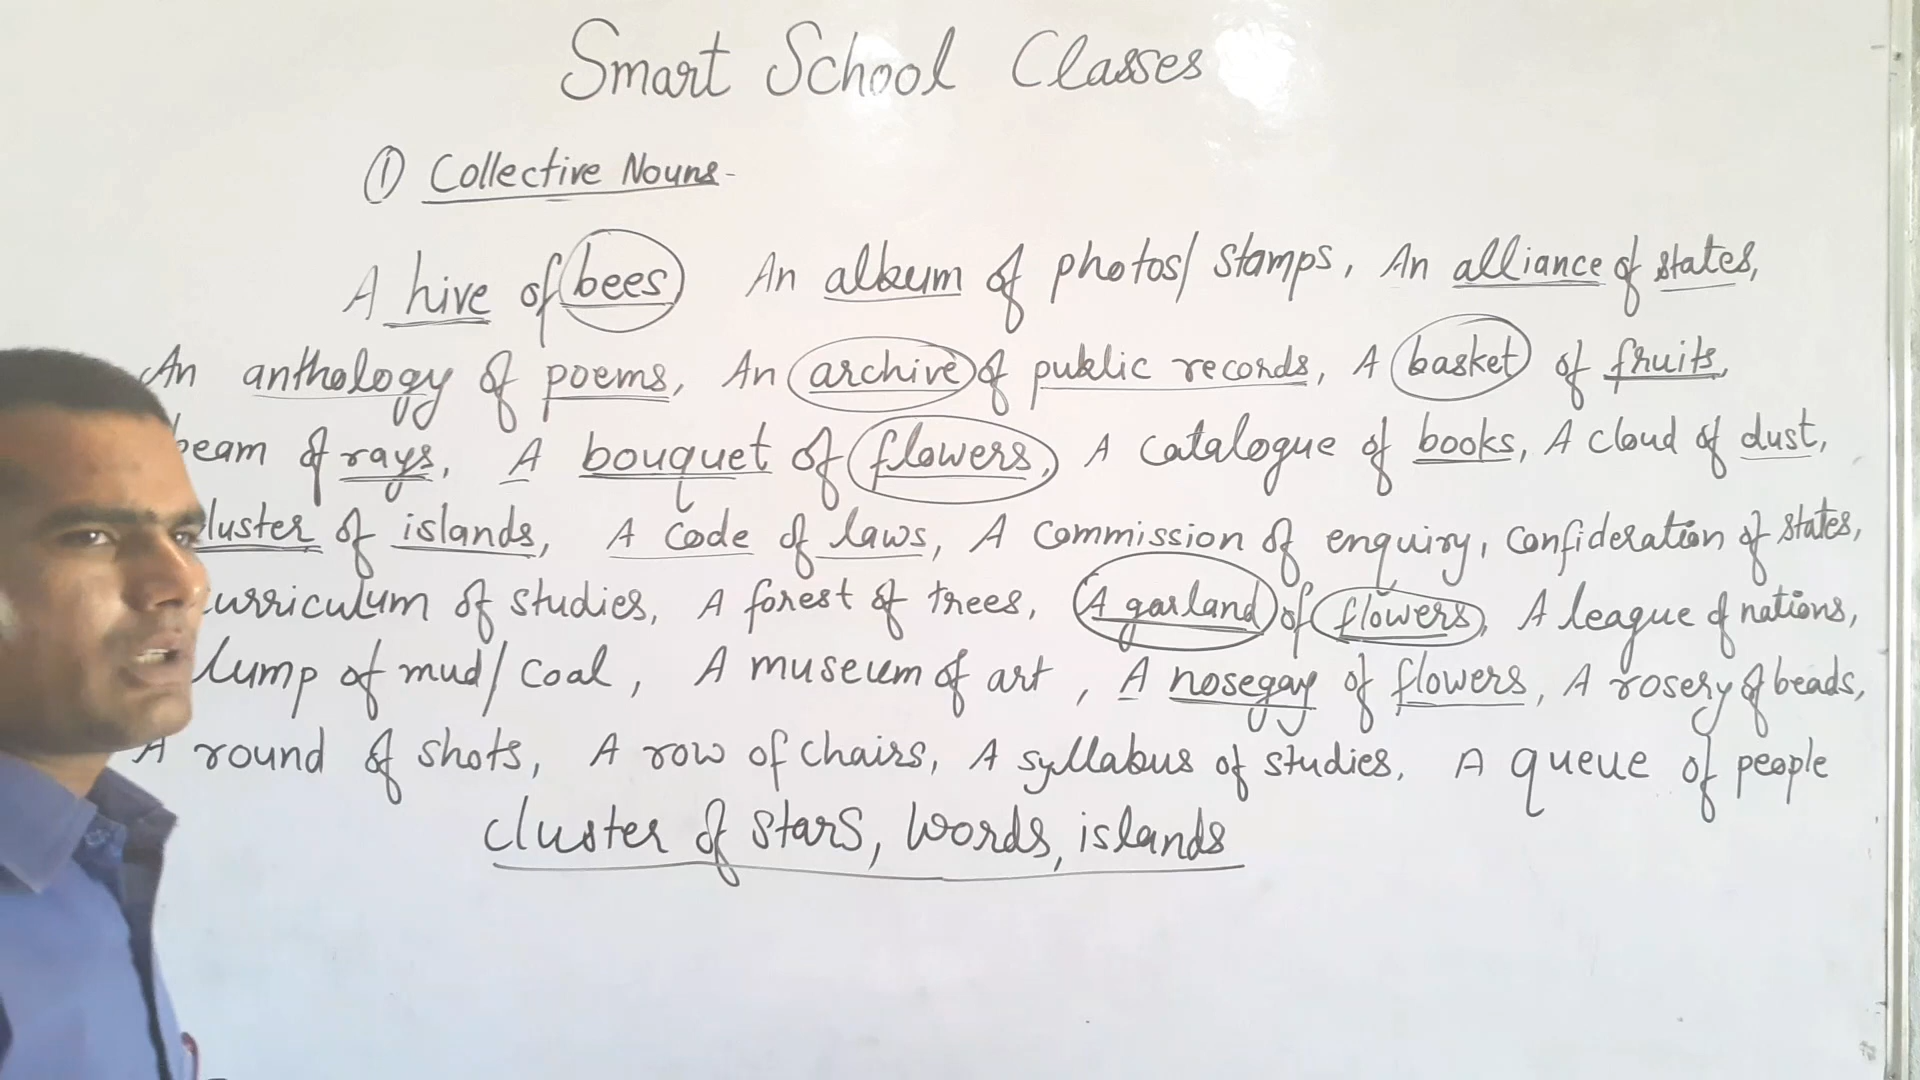 Smart School Classes
① Collective Nouns-
A hive of bees An album of photos/ stamps, An alliance of states,
An anthology of poems, An archive of public records, A basket of fruits,
beam of rays, A bouquet of flowers, A catalogue of books, A cloud of dust,
luster of islands, A code of laws, A commission of enquiry, confideration of states,
urriculum of studies, A forest of trees, A garland of flowers, A league of nations,
lump of mud/ coal, A museum of art, A nosegay of flowers, A rosery of beads,
A round of shots, A row of chairs, A syllabus of studies, A queue of people
cluster of stars, words, islands